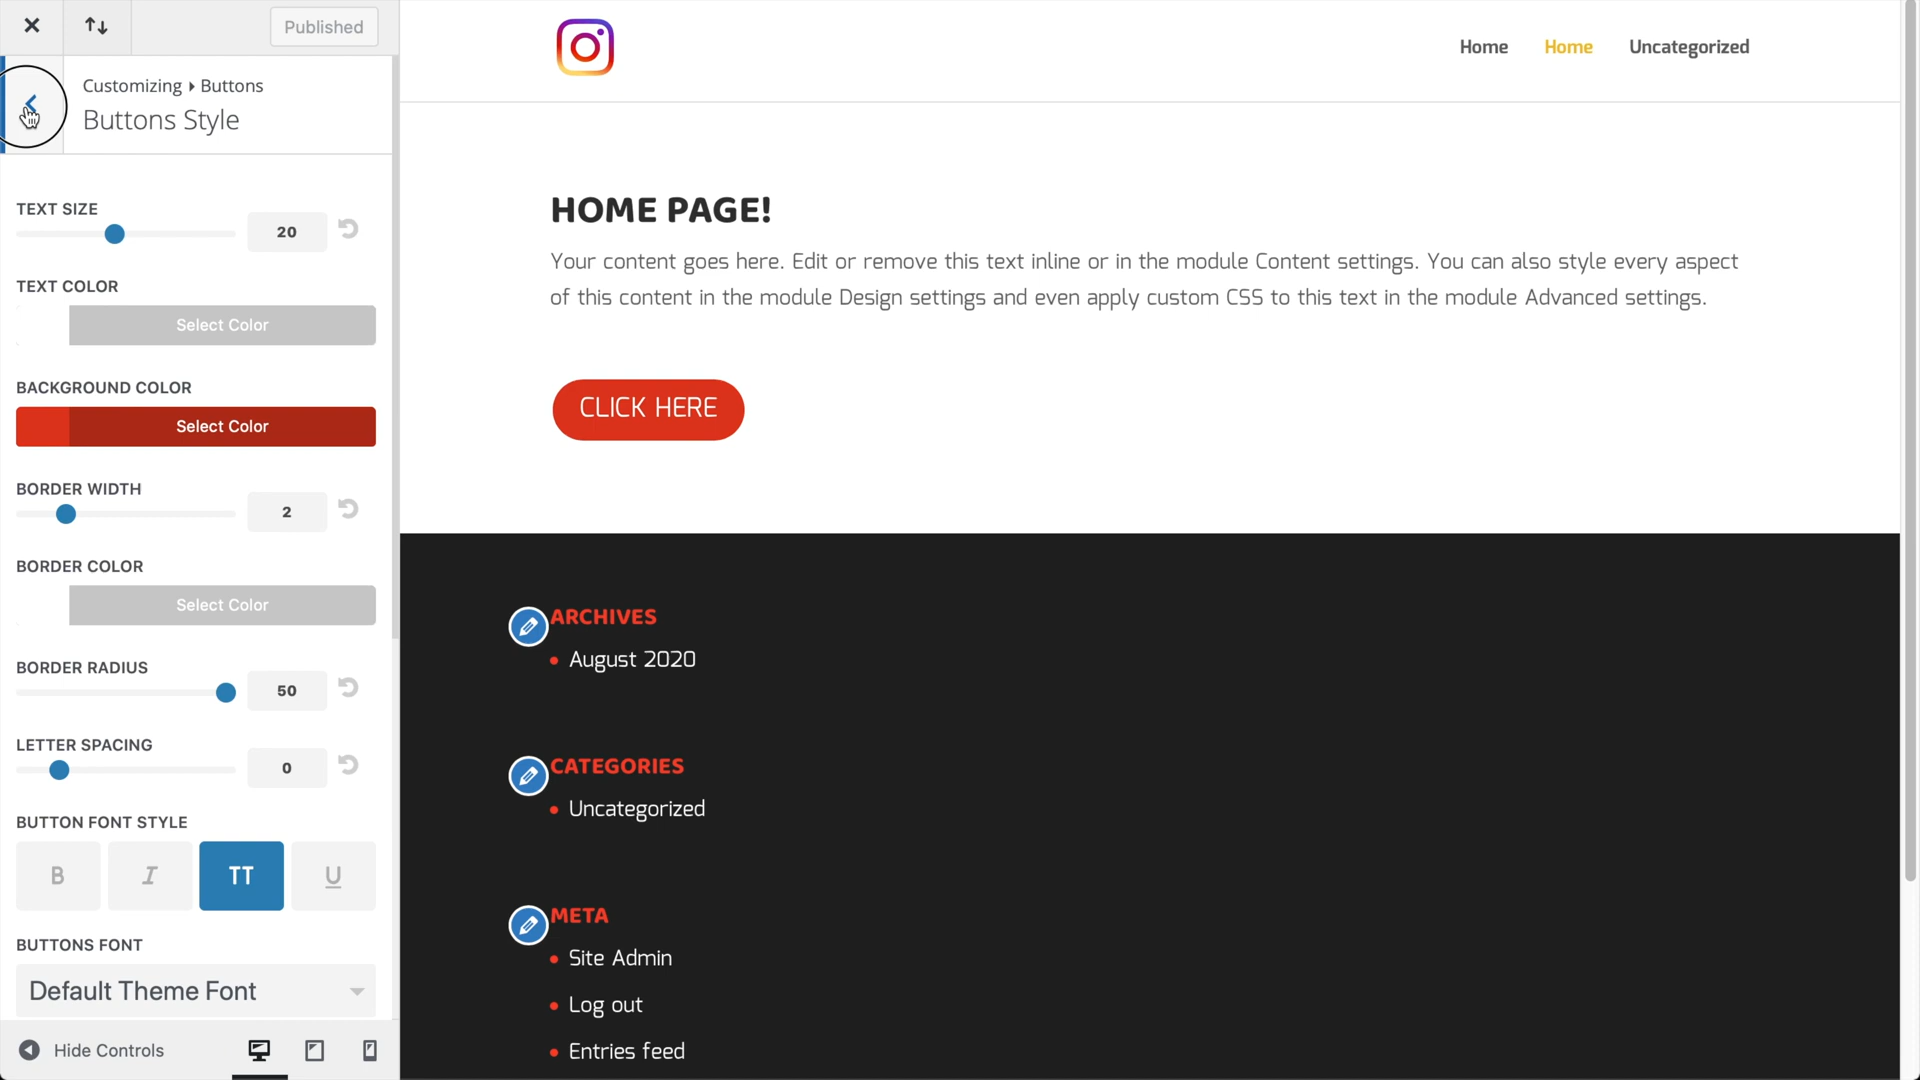 Published
Customizing ▸ Buttons
Buttons Style
TEXT SIZE
20
TEXT COLOR
Select Color
BACKGROUND COLOR
Select Color
BORDER WIDTH
2
BORDER COLOR
Select Color
BORDER RADIUS
50
LETTER SPACING
0
BUTTON FONT STYLE
B I TT U
BUTTONS FONT
Default Theme Font
Hide Controls
Home Home Uncategorized
HOME PAGE!
Your content goes here. Edit or remove this text inline or in the module Content settings. You can also style every aspect
of this content in the module Design settings and even apply custom CSS to this text in the module Advanced settings.
CLICK HERE
ARCHIVES
August 2020
CATEGORIES
Uncategorized
META
Site Admin
Log out
Entries feed